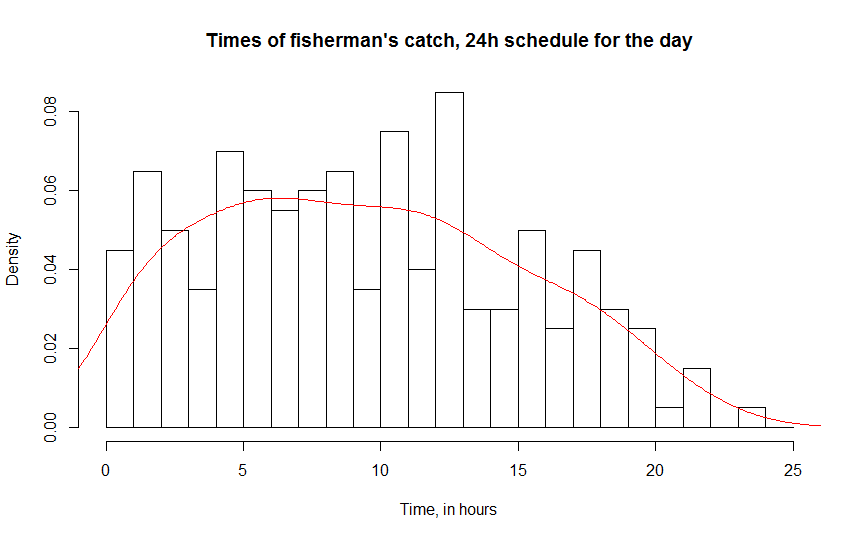 Times of fisherman's catch, 24h schedule for the day
Density
0.08
0.06
0.04
0.02
0.00
0 5 10 15 20 25
Time, in hours